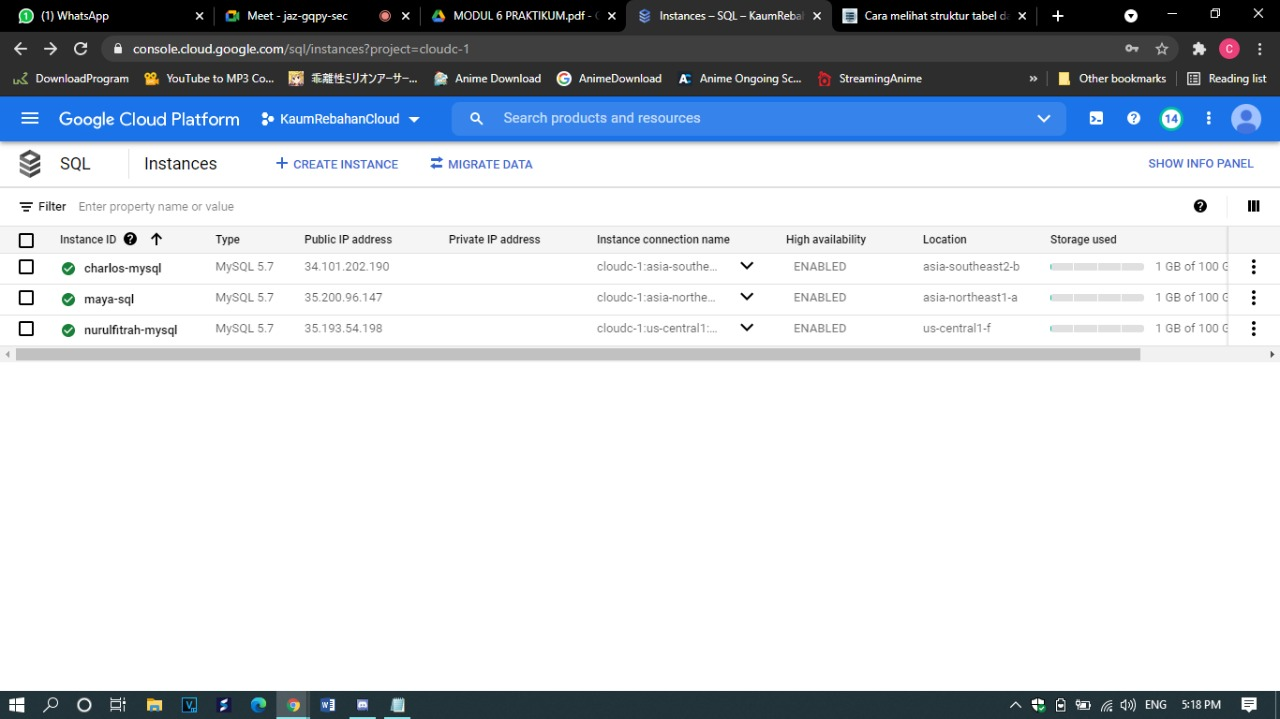 (1) WhatsApp
Meet - jaz-gqpy-sec
MODUL 6 PRAKTIKUM.pdf -
Instances – SQL – KaumReba
Cara melihat struktur tabel d
console.cloud.google.com/sql/instances?project=cloudc-1
C
DownloadProgram
YouTube to MP3 Co...
乖離性ミリオンアーサー...
Anime Download
AnimeDownload
Anime Ongoing Sc...
StreamingAnime
»
Other bookmarks
Reading list
Google Cloud Platform
KaumRebahanCloud
Search products and resources
14
SQL
Instances
CREATE INSTANCE
MIGRATE DATA
SHOW INFO PANEL
Filter
Enter property name or value
Instance ID Type Public IP address Private IP address Instance connection name High availability Location Storage used
charlos-mysql MySQL 5.7 34.101.202.190 cloudc-1:asia-southe... ENABLED asia-southeast2-b 1 GB of 100 G
maya-sql MySQL 5.7 35.200.96.147 cloudc-1:asia-northe... ENABLED asia-northeast1-a 1 GB of 100 G
nurulfitrah-mysql MySQL 5.7 35.193.54.198 cloudc-1:us-central1:... ENABLED us-central1-f 1 GB of 100 G
ENG
5:18 PM